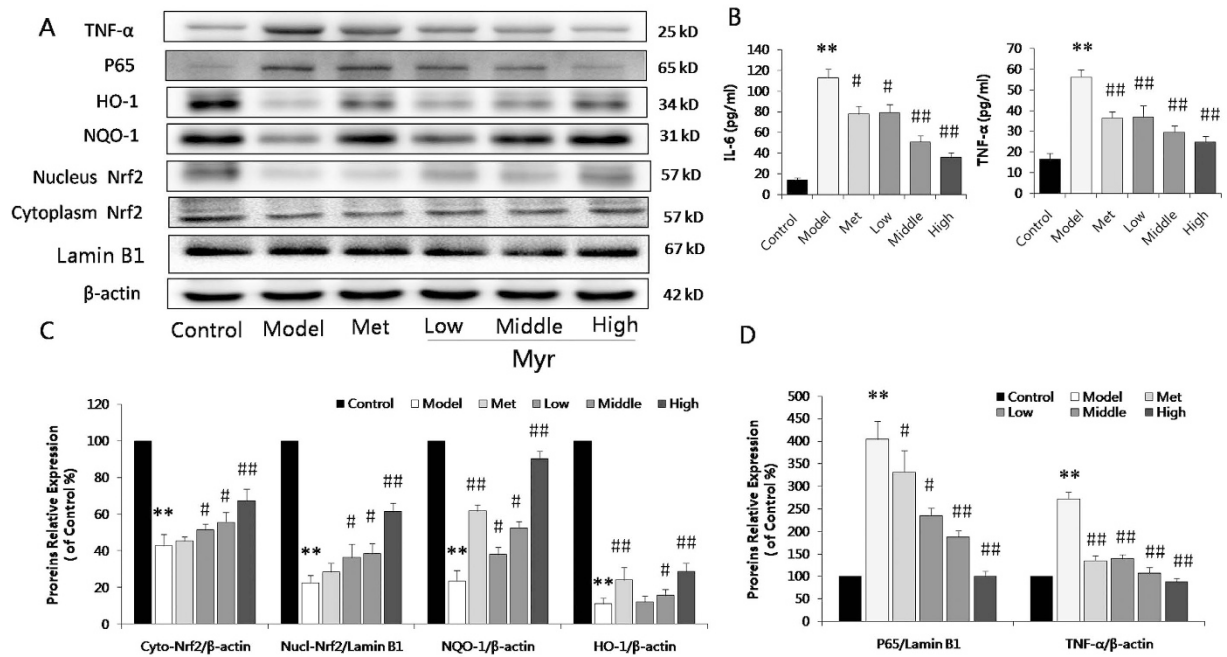 A
TNF-α 25 kD
P65 65 kD
HO-1 34 kD
NQO-1 31 kD
Nucleus Nrf2 57 kD
Cytoplasm Nrf2 57 kD
Lamin B1 67 kD
β-actin 42 kD
Control Model Met Low Middle High
Myr
B
IL-6 (pg/ml)
140
120
100
80
60
40
20
0
**
#
#
##
##
Control Model Met Low Middle High
TNF-α (pg/ml)
70
60
50
40
30
20
10
0
**
##
##
##
##
Control Model Met Low Middle High
C
Proreins Relative Expression
( of Control %)
120
100
80
60
40
20
0
Control Model Met Low Middle High
** # # ##
** # # ##
** ## # # ##
** ## # ##
Cyto-Nrf2/β-actin Nucl-Nrf2/Lamin B1 NQO-1/β-actin HO-1/β-actin
D
Proreins Relative Expression
( of Control %)
500
450
400
350
300
250
200
150
100
50
0
Control Model Met
Low Middle High
** # # ## ##
** ## ## ## ##
P65/Lamin B1 TNF-α/β-actin